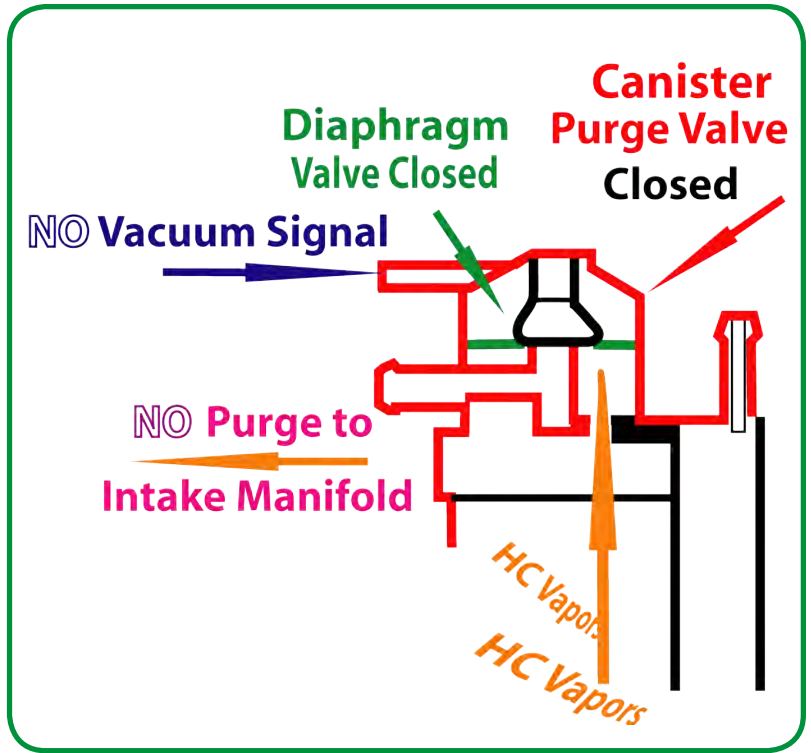 Canister
Purge Valve
Closed
Diaphragm
Valve Closed
NO Vacuum Signal
NO Purge to
Intake Manifold
HC Vapors
HC Vapors